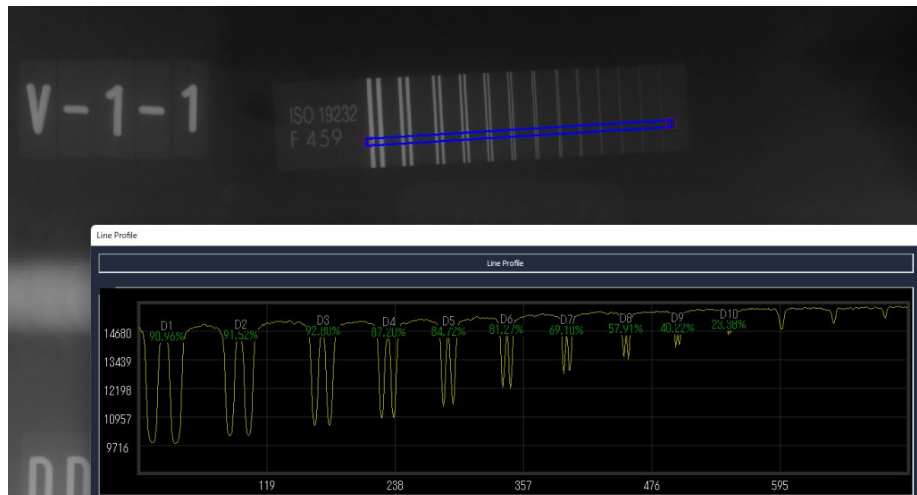 V-1-1
ISO 19232
F 459
Line Profile
Line Profile
D1 D2 D3 D4 D5 D6 D7 D8 D9 D10
90.96% 91.52% 92.80% 87.20% 84.72% 81.27% 69.10% 57.91% 40.22% 23.38%
14680
13439
12198
10957
9716
119 238 357 476 595
DD